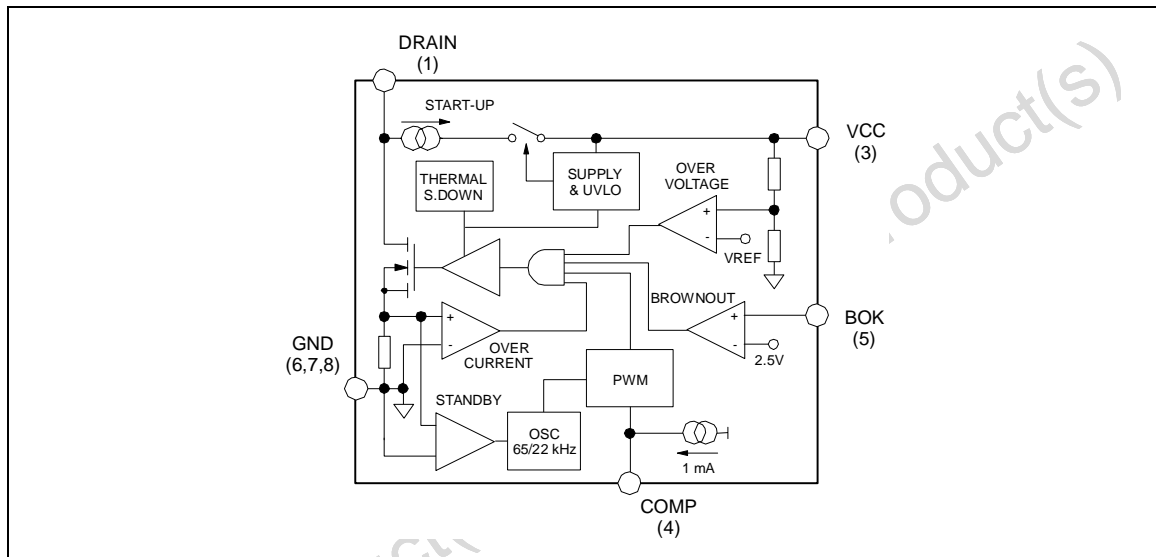 DRAIN
(1)
START-UP
VCC
(3)
THERMAL
S.DOWN
SUPPLY
& UVLO
OVER
VOLTAGE
+
-
VREF
BROWNOUT
+
-
2.5V
BOK
(5)
GND
(6,7,8)
+
-
OVER
CURRENT
PWM
STANDBY
OSC
65/22 kHz
1 mA
COMP
(4)
oduct(s)